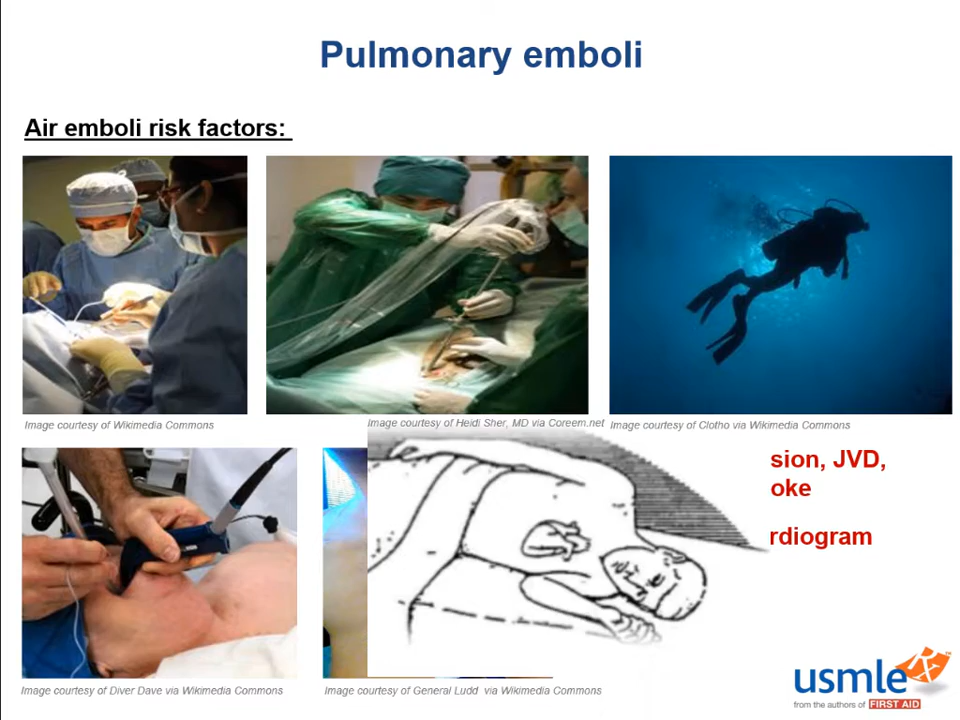 Pulmonary emboli
Air emboli risk factors:
Image courtesy of Wikimedia Commons
Image courtesy of Heidi Sher, MD via Coreem.net
Image courtesy of Clotho via Wikimedia Commons
sion, JVD,
oke
rdiogram
Image courtesy of Diver Dave via Wikimedia Commons
Image courtesy of General Ludd via Wikimedia Commons
usmle Rx TM
from the authors of FIRST AID